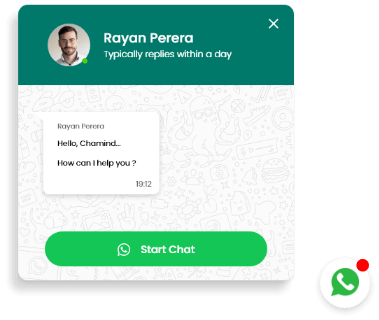 Rayan Perera
Typically replies within a day
Rayan Perera
Hello, Chamind...
How can I help you ?
19:12
Start Chat